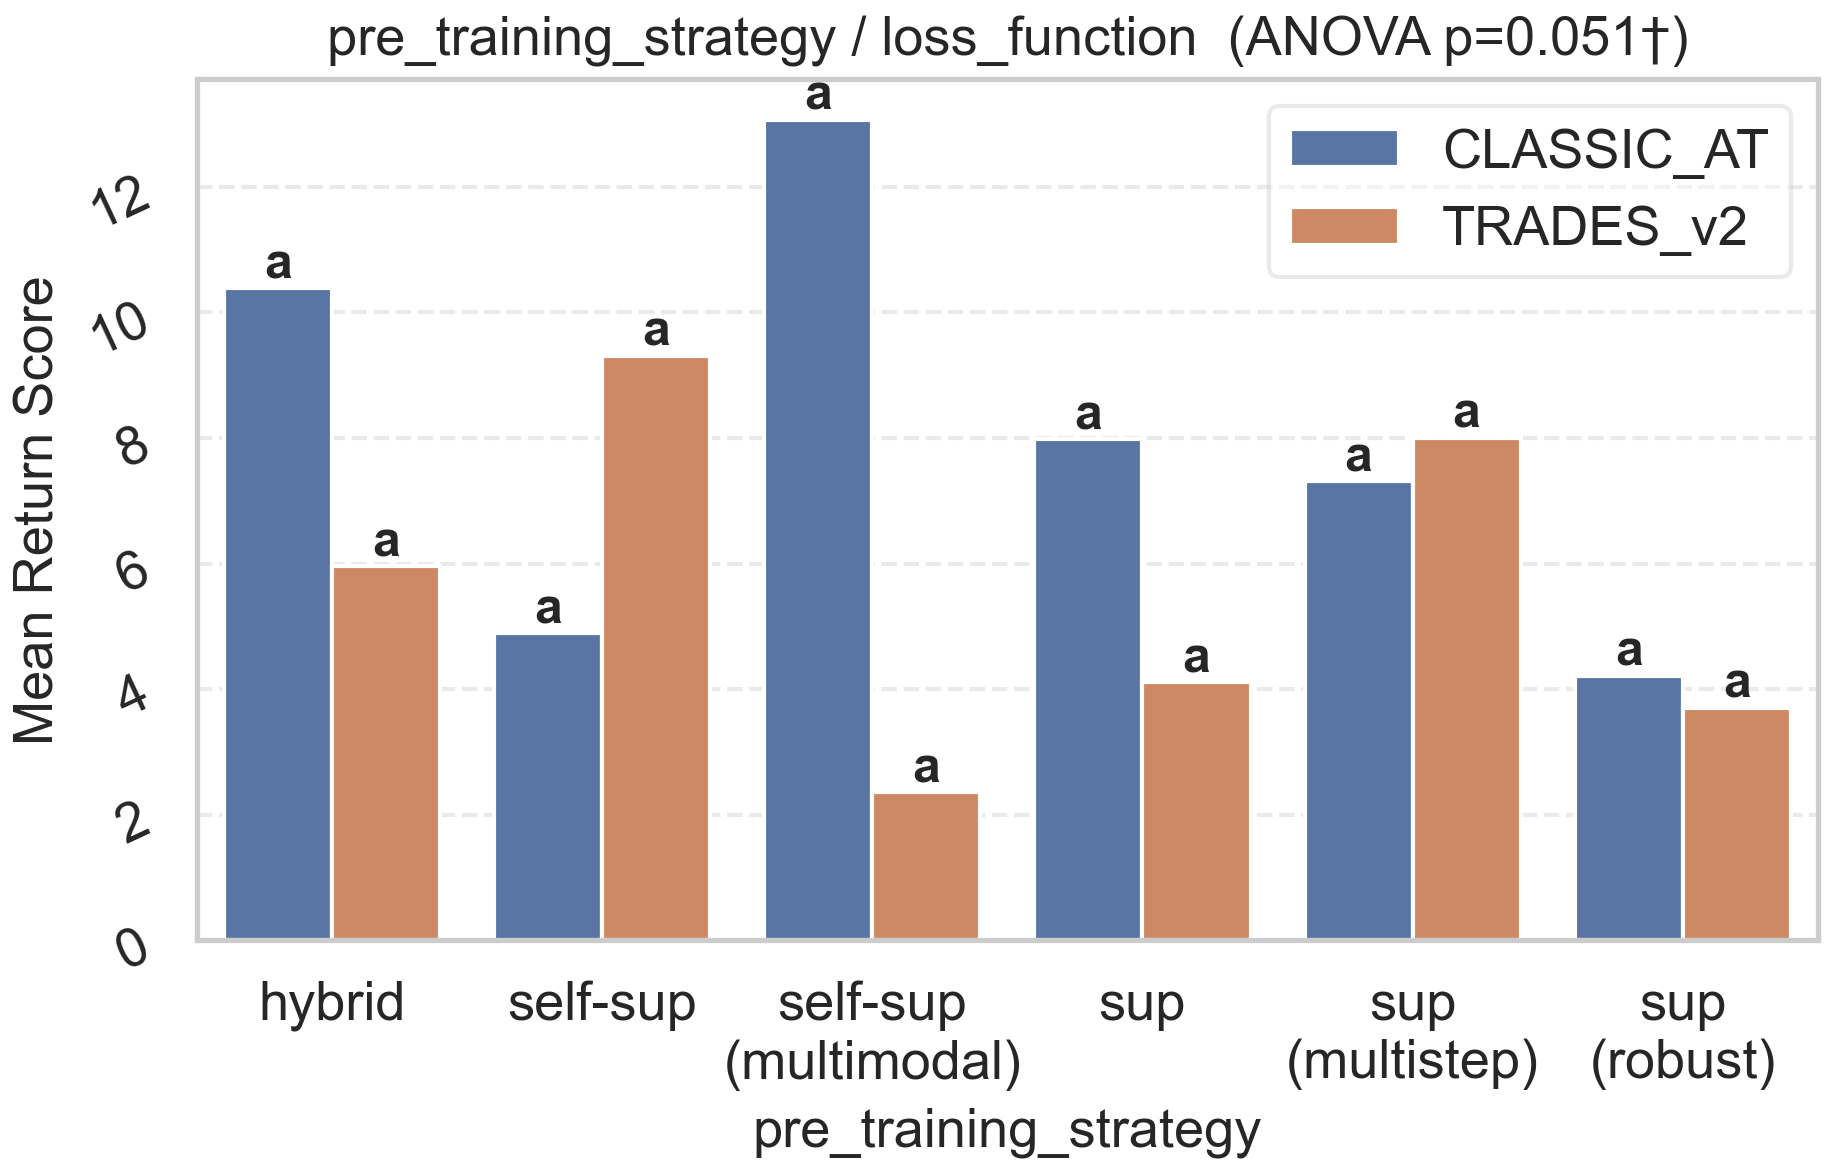 pre_training_strategy / loss_function (ANOVA p=0.051†)
CLASSIC_AT
TRADES_v2
Mean Return Score
12
10
8
6
4
2
0
a
a
a
a
a
a
a
a
a
a
a
a
hybrid
self-sup
self-sup
(multimodal)
sup
sup
(multistep)
sup
(robust)
pre_training_strategy